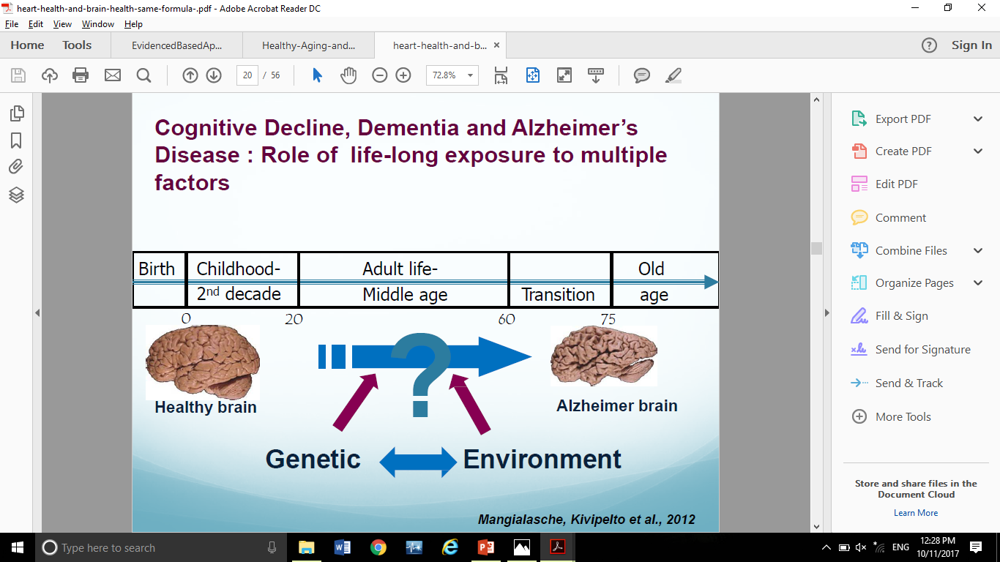 heart-health-and-brain-health-same-formula-.pdf - Adobe Acrobat Reader DC
File Edit View Window Help
Home Tools EvidencedBasedAp... Healthy-Aging-and... heart-health-and-b... × ? Sign In
20 / 56 72.8%
Cognitive Decline, Dementia and Alzheimer's
Disease : Role of life-long exposure to multiple
factors
Birth Childhood- Adult life- Old
2nd decade Middle age Transition age
0 20 60 75
?
Healthy brain Alzheimer brain
Genetic Environment
Mangialasche, Kivipelto et al., 2012
Export PDF
Create PDF
Edit PDF
Comment
Combine Files
Organize Pages
Fill & Sign
Send for Signature
Send & Track
More Tools
Store and share files in the
Document Cloud
Learn More
Type here to search
ENG
12:28 PM
10/11/2017